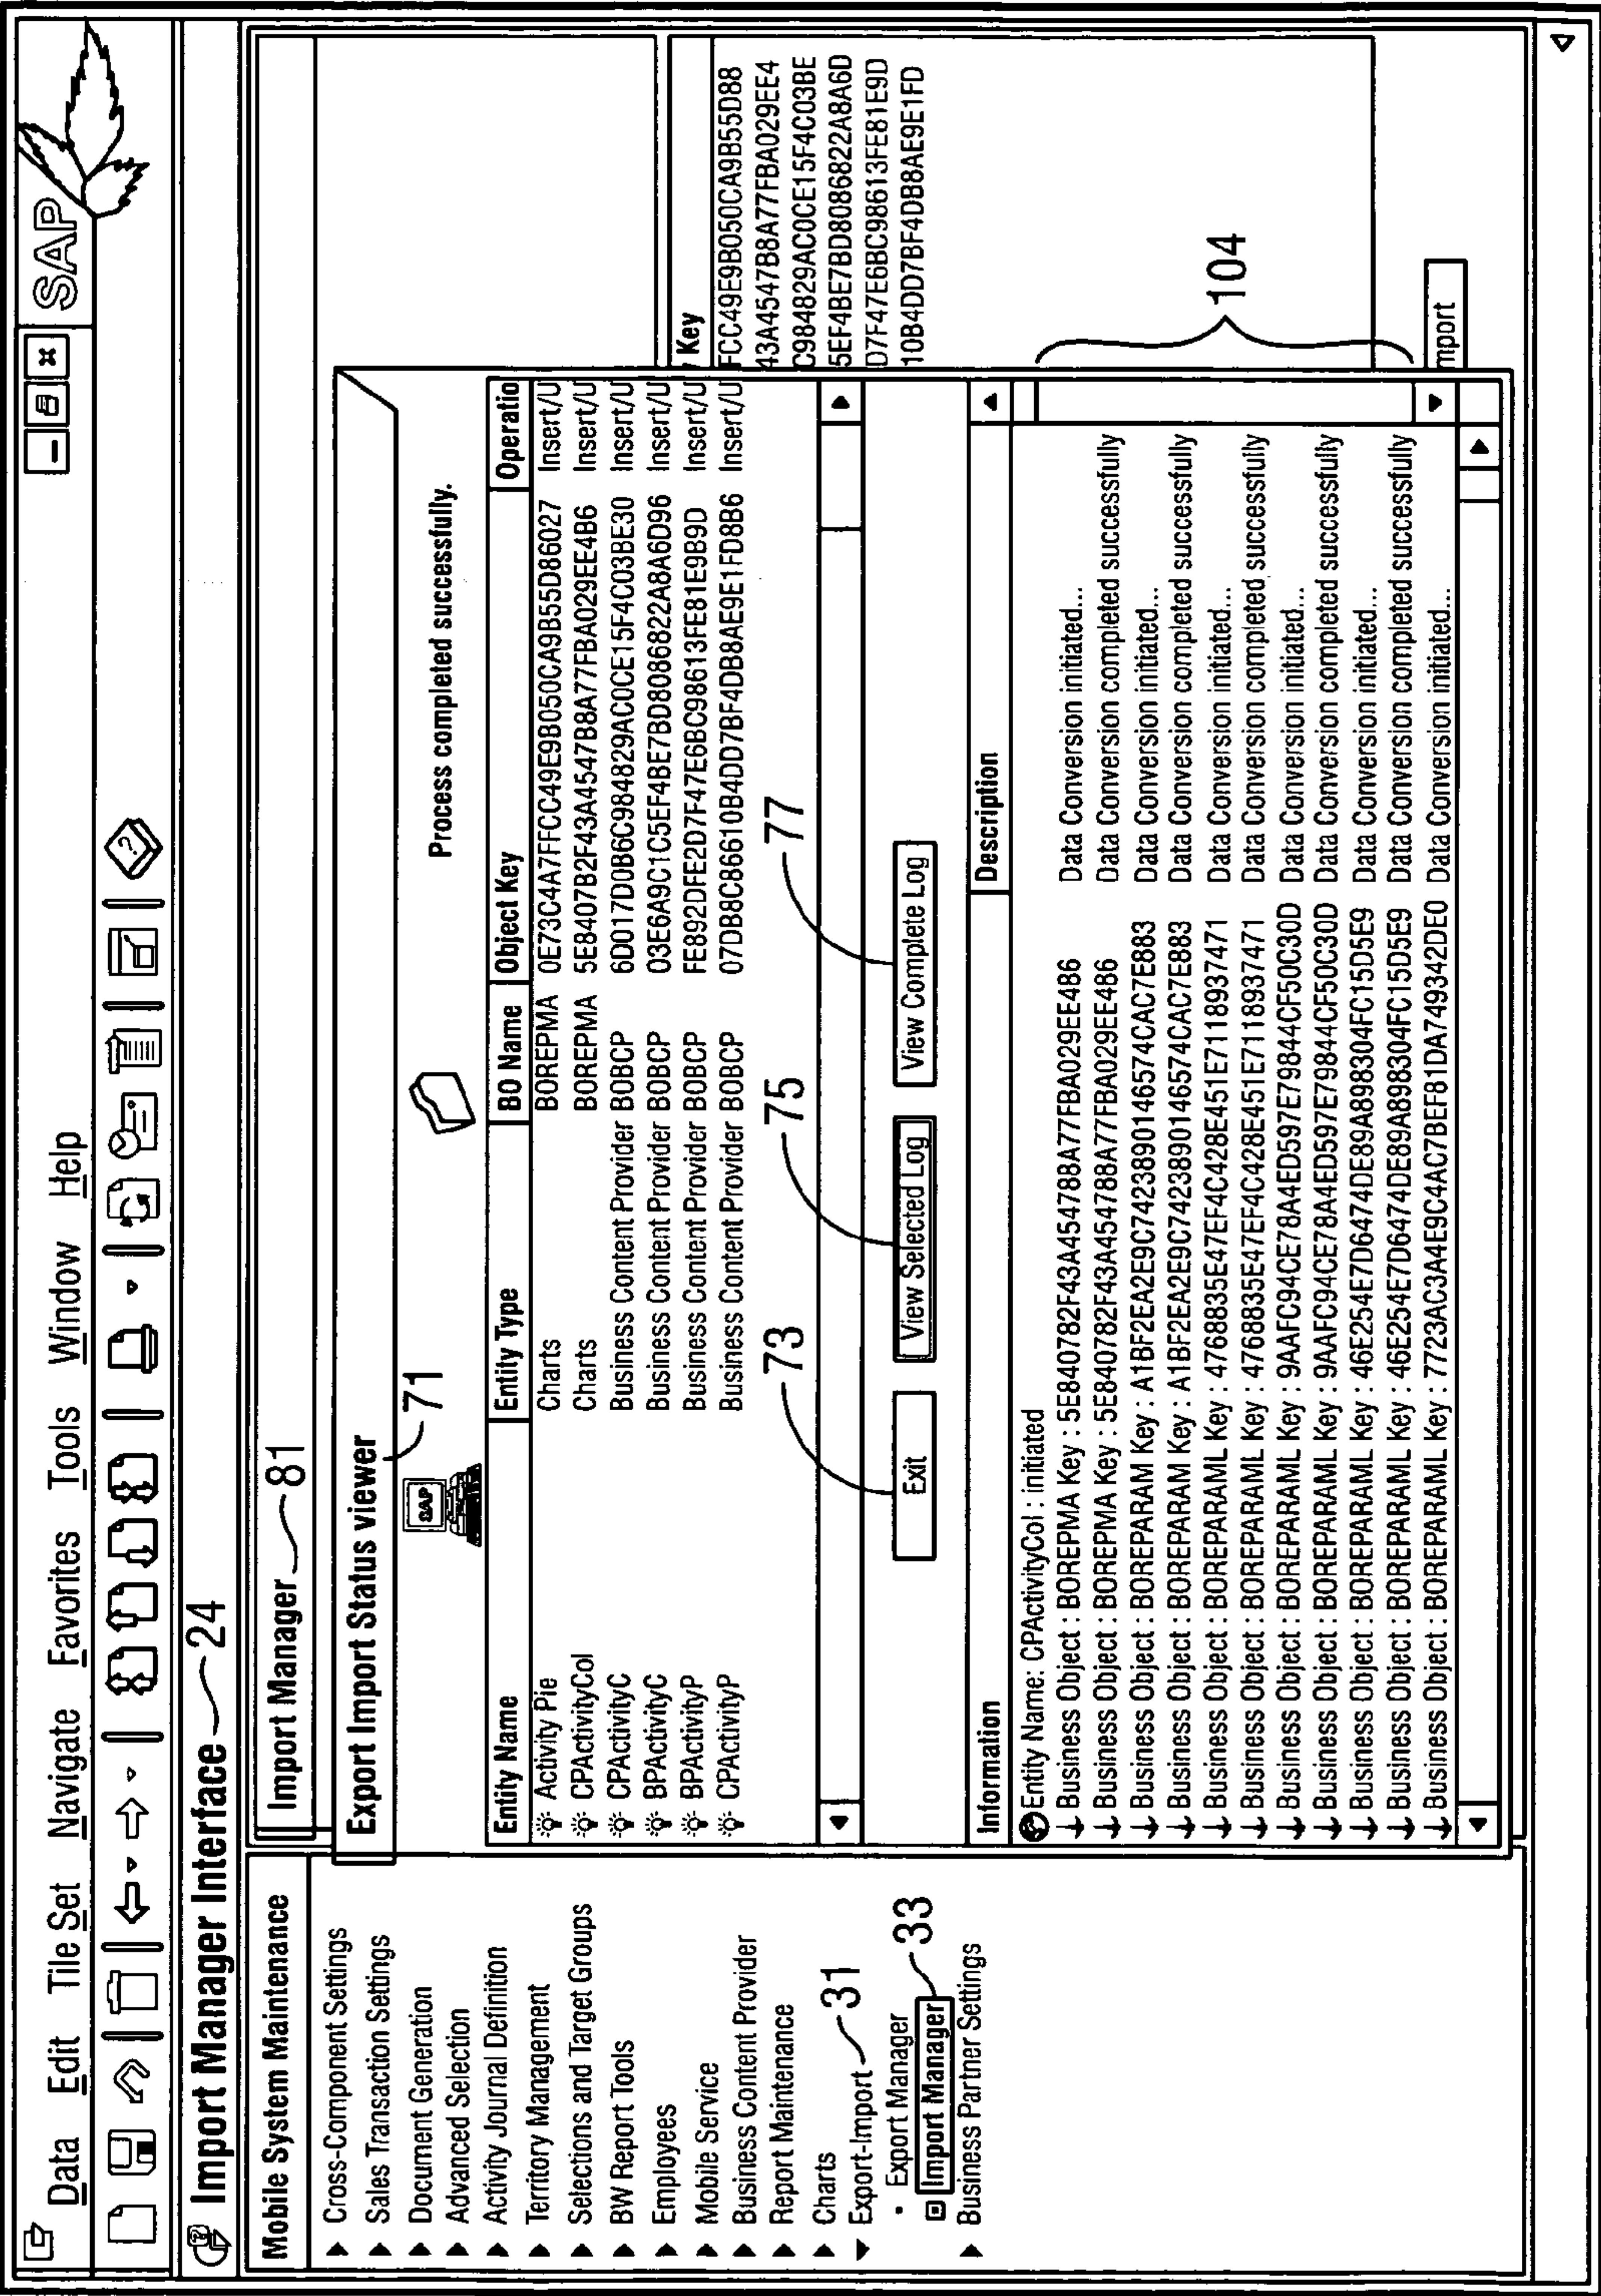 Data Edit Tile Set Navigate Favorites Tools Window Help
SAP
Import Manager Interface 24
Mobile System Maintenance
Cross-Component Settings
Sales Transaction Settings
Document Generation
Advanced Selection
Activity Journal Definition
Territory Management
Selections and Target Groups
BW Report Tools
Employees
Mobile Service
Business Content Provider
Report Maintenance
Charts
Export-Import 31
Export Manager
Import Manager 33
Business Partner Settings
Import Manager 81
Export Import Status viewer
71
SAP
Process completed successfully.
Entity Name Entity Type BO Name Object Key Operatio
Activity Pie Charts BOREPMA 0E73C4A7FFCC49E9B050CA9B55D86027 Insert/U
CPActivityCol Charts BOREPMA 5E8407B2F43A4547B8A77FBA029EE4B6 Insert/U
CPActivityC Business Content Provider BOBCP 6D017D0B6C984829AC0CE15F4C03BE30 Insert/U
BPActivityC Business Content Provider BOBCP 03E6A9C1C5EF4BE7BD8086822A8A6D96 Insert/U
BPActivityP Business Content Provider BOBCP FE892DFE2D7F47E6BC98613FE81E9B9D Insert/U
CPActivityP Business Content Provider BOBCP 07DB8C86610B4DD7BF4DB8AE9E1FD8B6 Insert/U
73 75 77
Exit View Selected Log View Complete Log
Information Description
Entity Name: CPActivityCol : initiated
Business Object : BOREPMA Key : 5E840782F43A454788A77FBA029EE486 Data Conversion initiated...
Business Object : BOREPMA Key : 5E840782F43A454788A77FBA029EE486 Data Conversion completed successfully
Business Object : BOREPARAM Key : A1BF2EA2E9C7423890146574CAC7E883 Data Conversion initiated...
Business Object : BOREPARAM Key : A1BF2EA2E9C7423890146574CAC7E883 Data Conversion completed successfully
Business Object : BOREPARAML Key : 4768835E47EF4C428E451E7118937471 Data Conversion initiated...
Business Object : BOREPARAML Key : 4768835E47EF4C428E451E7118937471 Data Conversion completed successfully
Business Object : BOREPARAML Key : 9AAFC94CE78A4ED597E79844CF50C30D Data Conversion initiated...
Business Object : BOREPARAML Key : 9AAFC94CE78A4ED597E79844CF50C30D Data Conversion completed successfully
Business Object : BOREPARAML Key : 46E254E7D6474DE89A898304FC15D5E9 Data Conversion initiated...
Business Object : BOREPARAML Key : 46E254E7D6474DE89A898304FC15D5E9 Data Conversion completed successfully
Business Object : BOREPARAML Key : 7723AC3A4E9C4AC7BEF81DA749342DE0 Data Conversion initiated...
Key
FCC49E9B050CA9B55D88
43A4547B8A77FBA029EE4
C984829AC0CE15F4C03BE
5EF4BE7BD8086822A8A6D
D7F47E6BC98613FE81E9D
10B4DD7BF4DB8AE9E1FD
104
mport